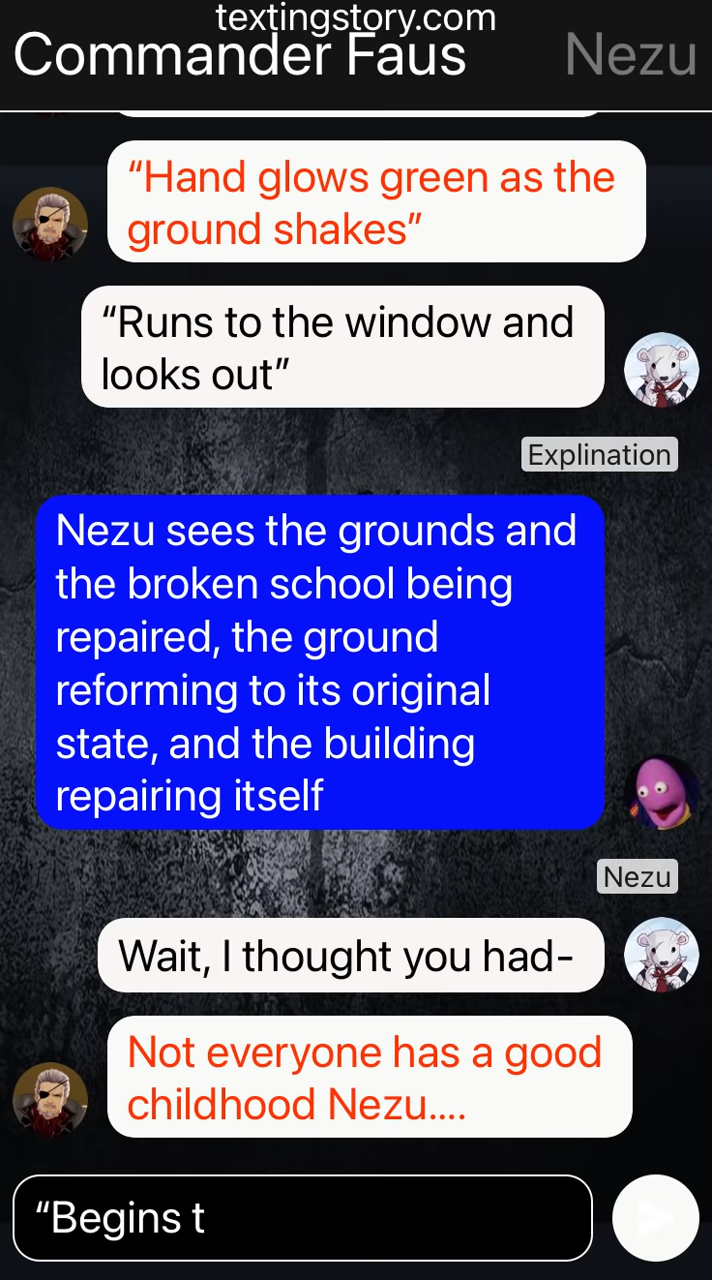 textingstory.com
Commander Faus
Nezu
“Hand glows green as the
ground shakes”
“Runs to the window and
looks out”
Explination
Nezu sees the grounds and
the broken school being
repaired, the ground
reforming to its original
state, and the building
repairing itself
Nezu
Wait, I thought you had-
Not everyone has a good
childhood Nezu....
“Begins t